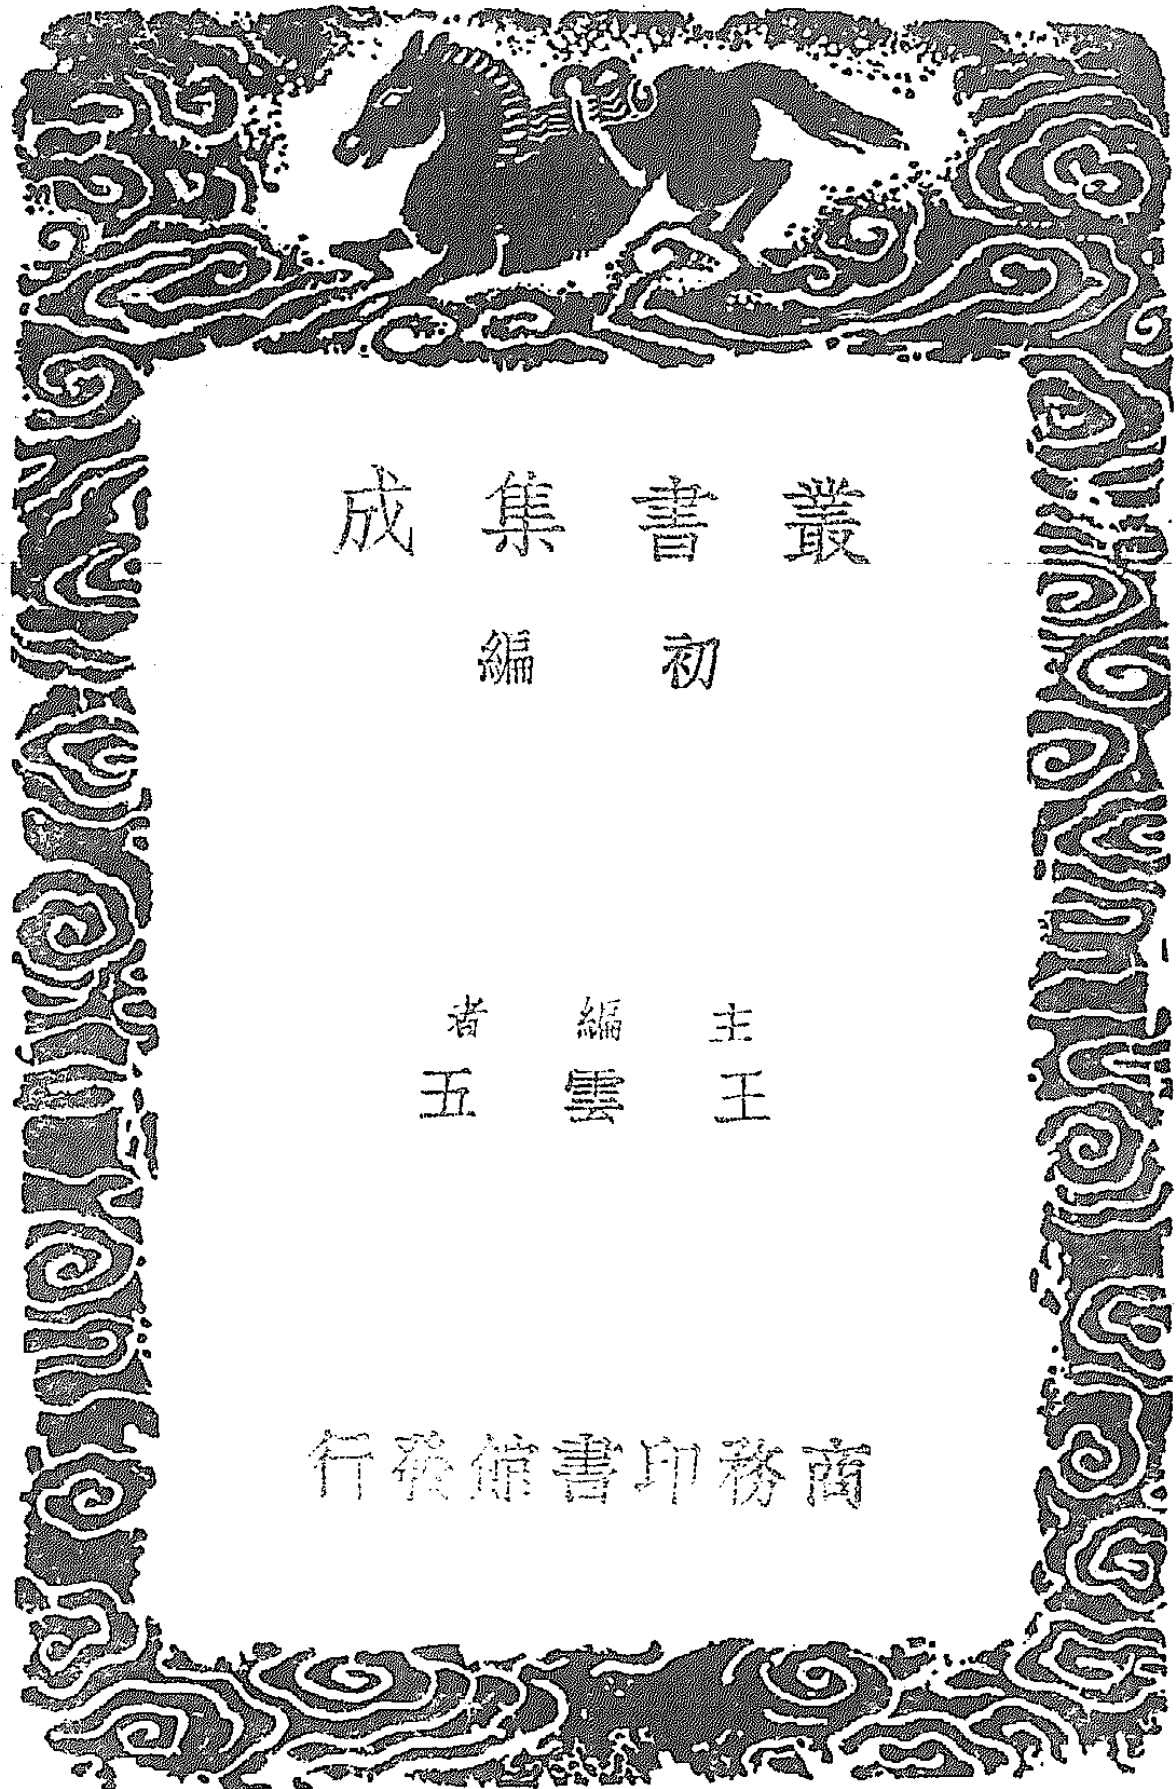 叢書集成
初編
主編者
王雲五
商務印書館發行